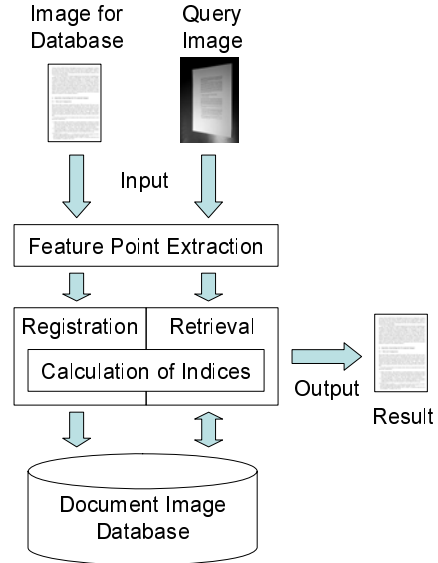 Image for
Database
Query
Image
Input
Feature Point Extraction
Registration
Retrieval
Calculation of Indices
Output
Result
Document Image
Database